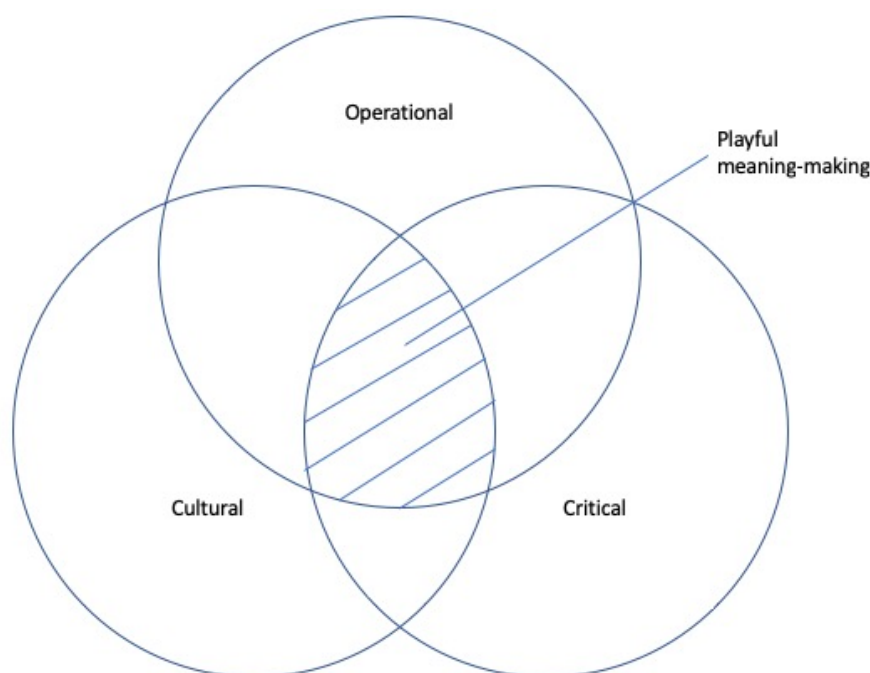 Operational
Playful
meaning-making
Cultural
Critical